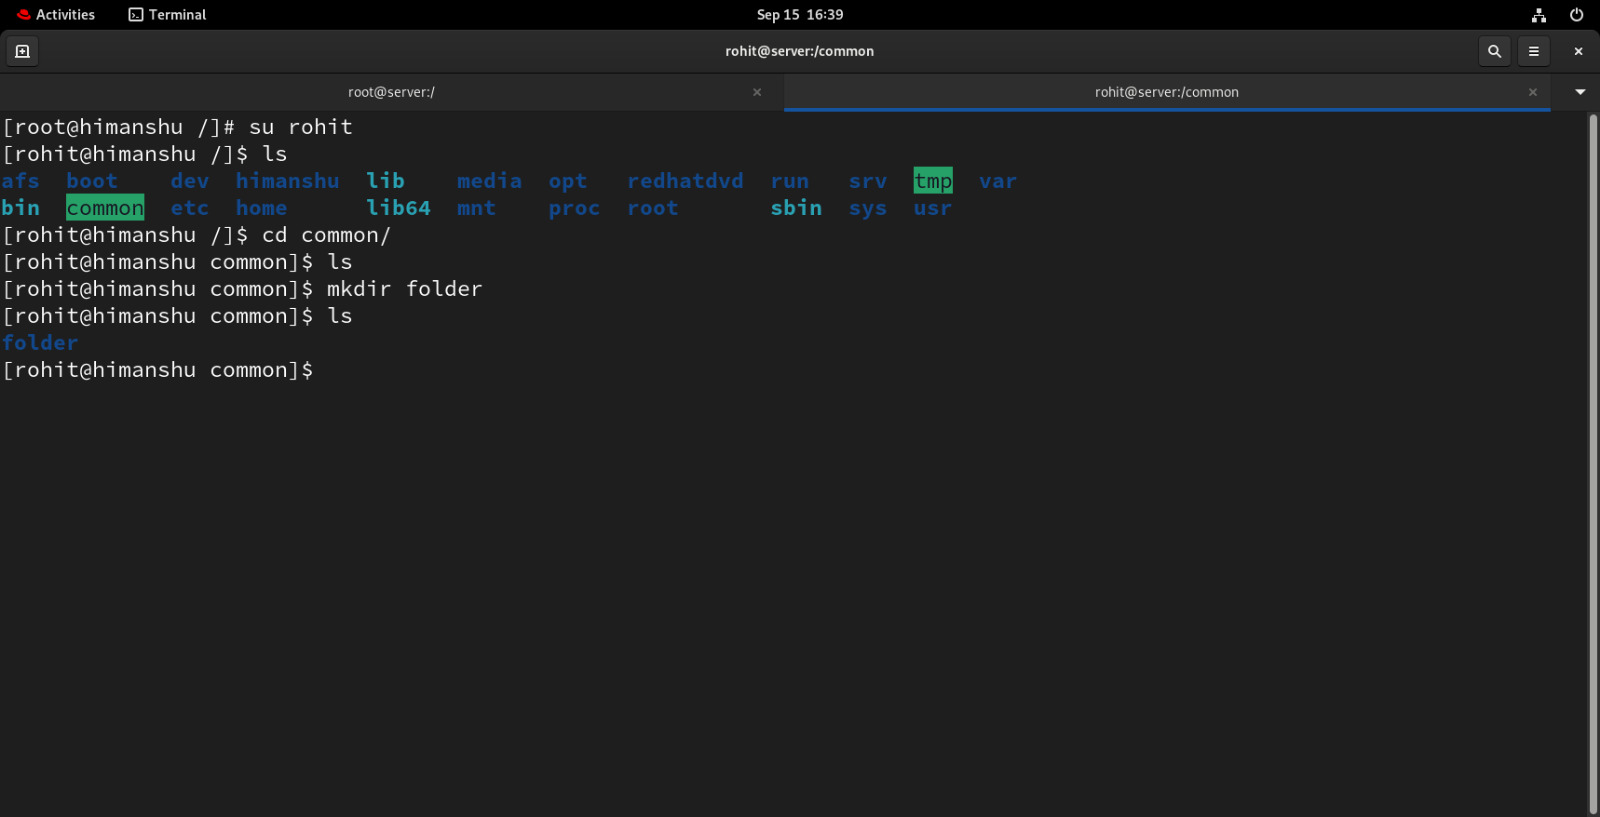 Activities Terminal Sep 15 16:39
rohit@server:/common
root@server:/ rohit@server:/common
[root@himanshu /]# su rohit
[rohit@himanshu /]$ ls
afs boot dev himanshu lib media opt redhatdvd run srv tmp var
bin common etc home lib64 mnt proc root sbin sys usr
[rohit@himanshu /]$ cd common/
[rohit@himanshu common]$ ls
[rohit@himanshu common]$ mkdir folder
[rohit@himanshu common]$ ls
folder
[rohit@himanshu common]$